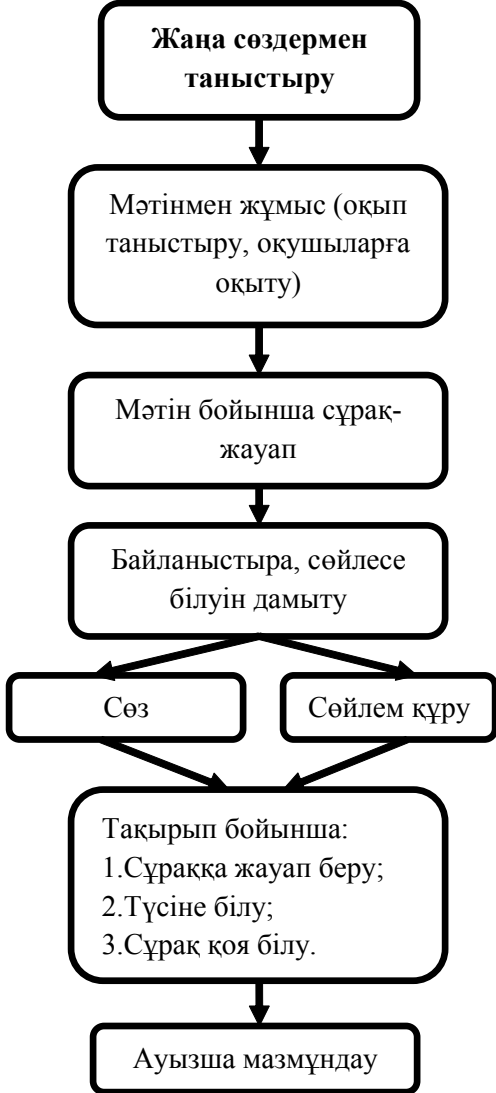 Жаңа сөздермен
таныстыру
Мәтінмен жұмыс (оқып
таныстыру, оқушыларға
оқыту)
Мәтін бойынша сұрақ-
жауап
Байланыстыра, сөйлесе
білуін дамыту
Сөз
Сөйлем құру
Тақырып бойынша:
1.Сұраққа жауап беру;
2.Түсіне білу;
3.Сұрақ қоя білу.
Ауызша мазмұндау